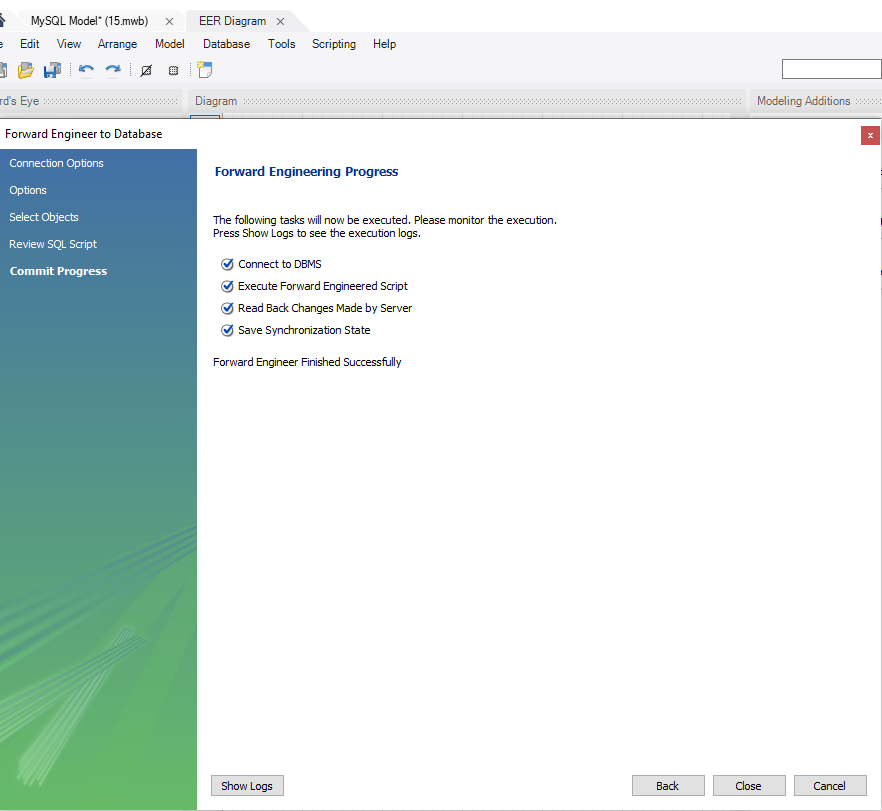 MySQL Model* (15.mwb) × EER Diagram ×
Edit View Arrange Model Database Tools Scripting Help
rd's Eye Diagram Modeling Additions
Forward Engineer to Database x
Connection Options
Options
Select Objects
Review SQL Script
Commit Progress
Forward Engineering Progress
The following tasks will now be executed. Please monitor the execution.
Press Show Logs to see the execution logs.
Connect to DBMS
Execute Forward Engineered Script
Read Back Changes Made by Server
Save Synchronization State
Forward Engineer Finished Successfully
Show Logs Back Close Cancel